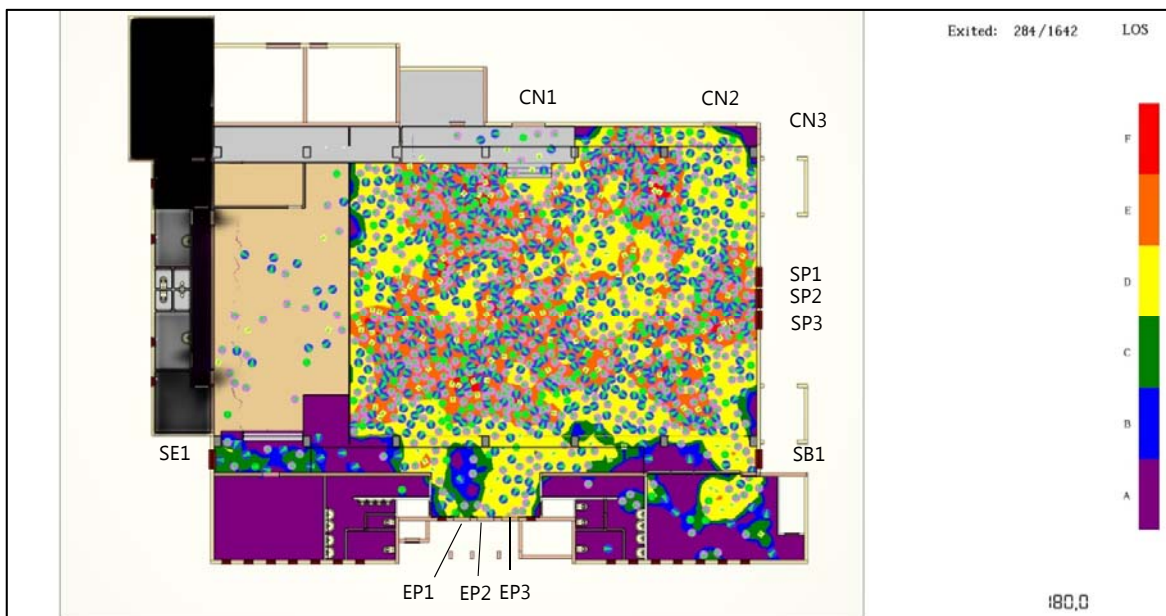 Exited: 284/1642 LOS
CN1
CN2
CN3
F
E
SP1
D
SP2
SP3
C
B
SE1
SB1
A
EP1 EP2 EP3
180,0